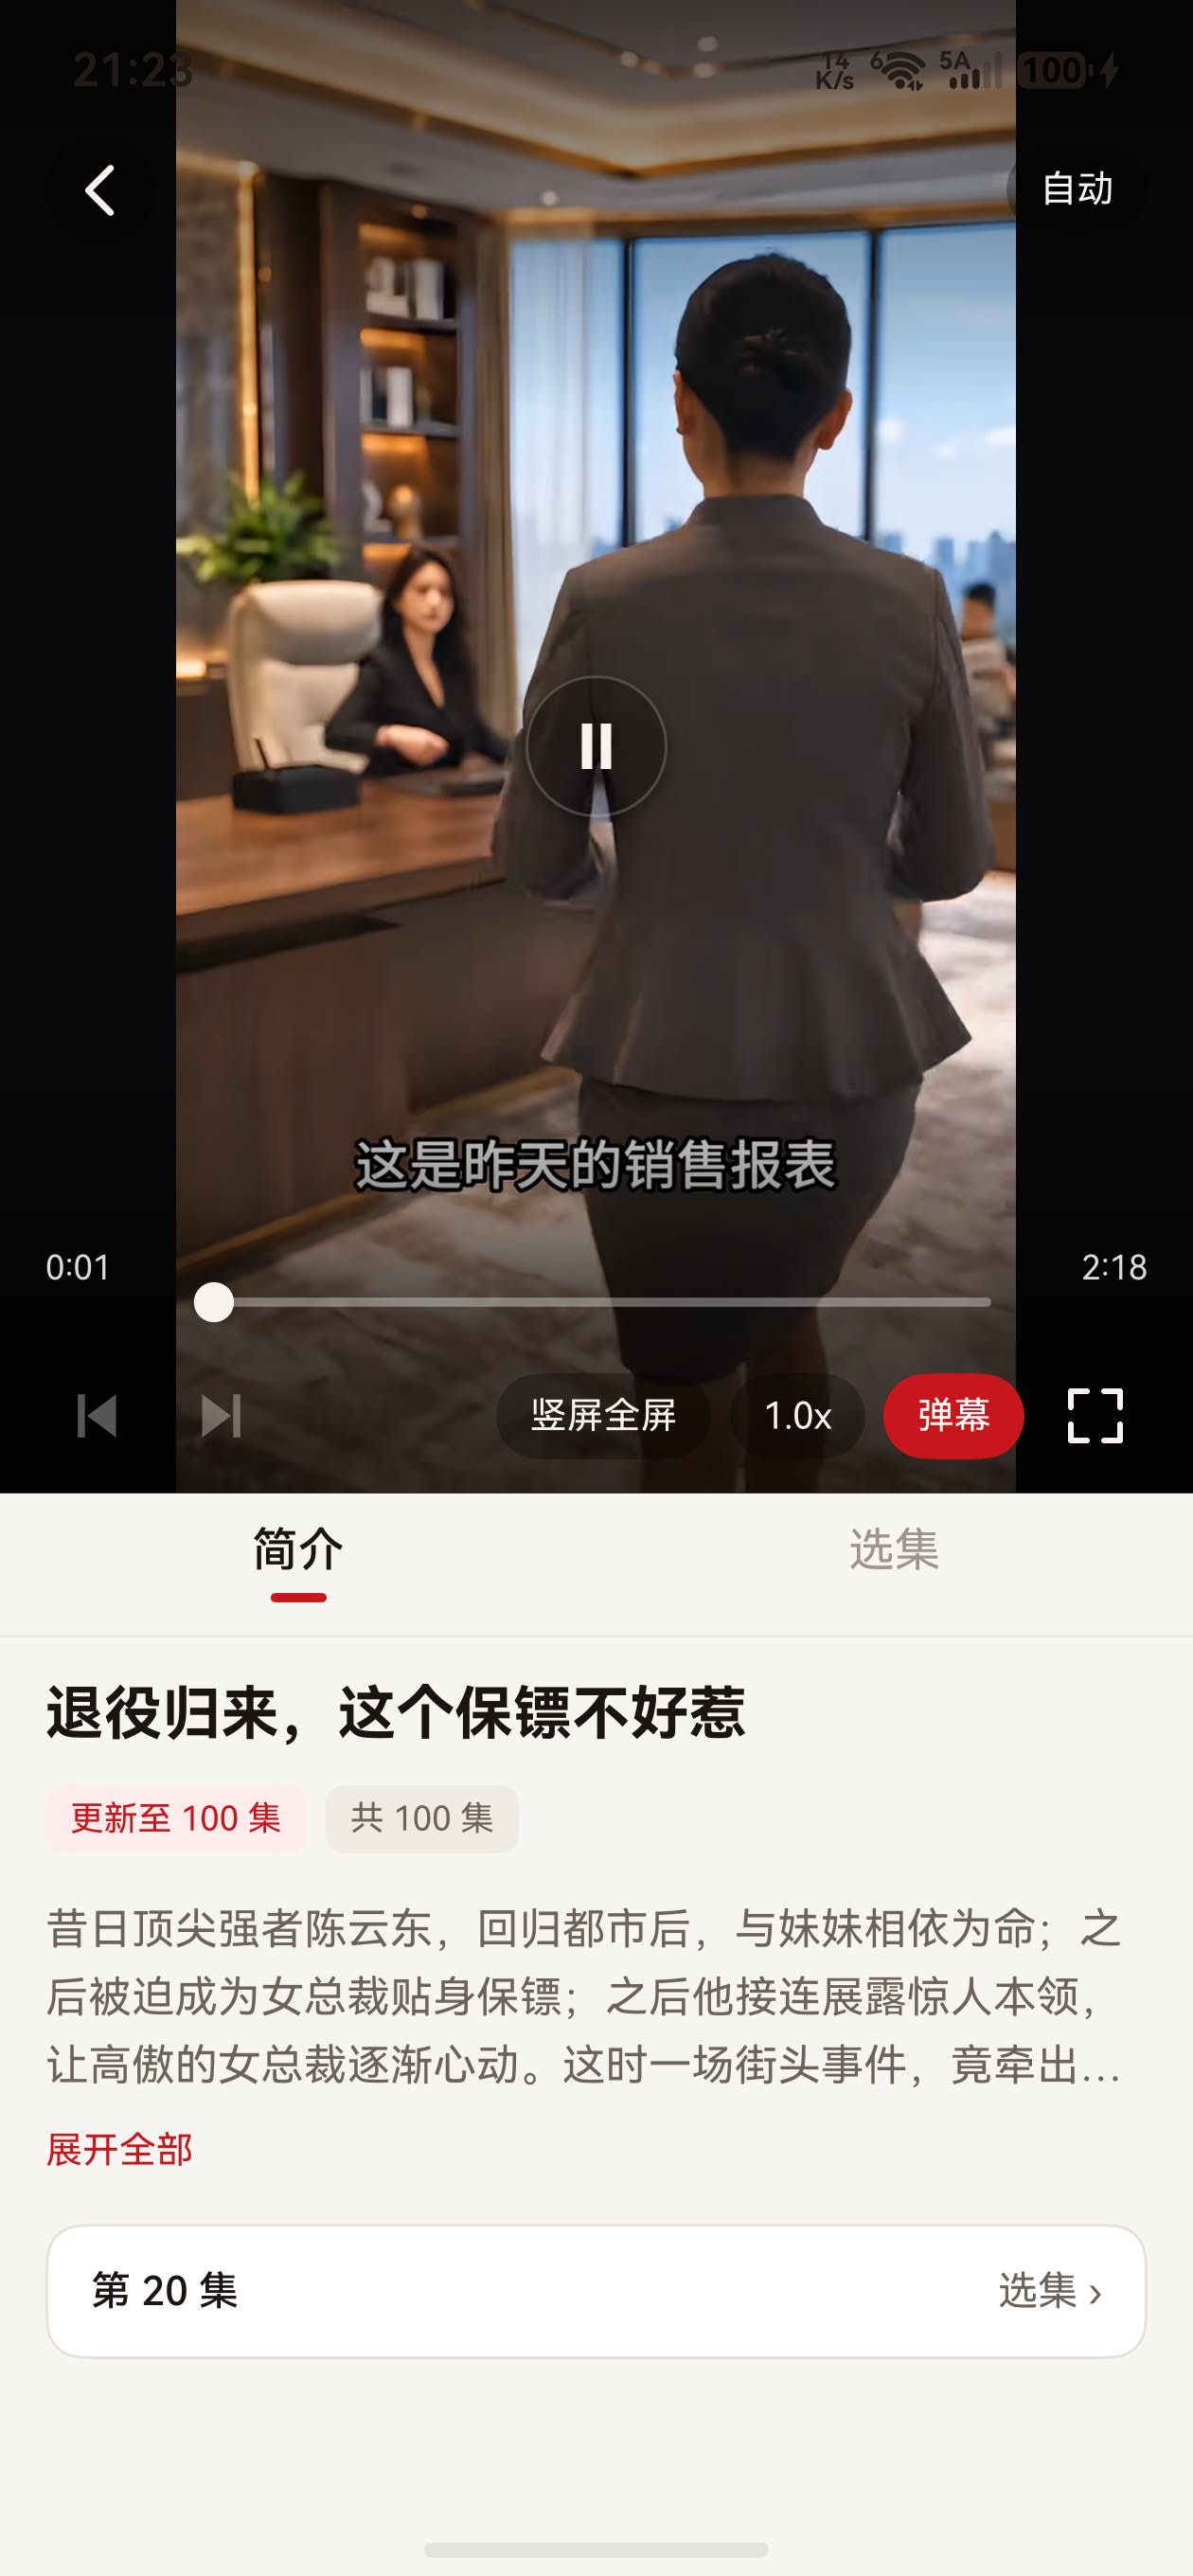 21:23
14 K/s 6 5A 100
自动
这是昨天的销售报表
0:01
2:18
竖屏全屏 1.0x 弹幕
简介 选集
退役归来，这个保镖不好惹
更新至 100 集 共 100 集
昔日顶尖强者陈云东，回归都市后，与妹妹相依为命；之
后被迫成为女总裁贴身保镖；之后他接连展露惊人本领，
让高傲的女总裁逐渐心动。这时一场街头事件，竟牵出...
展开全部
第 20 集 选集 ›